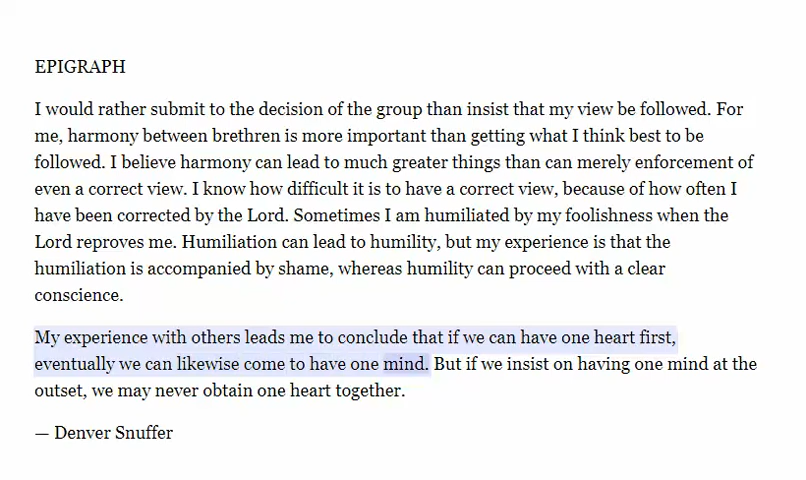 EPIGRAPH
I would rather submit to the decision of the group than insist that my view be followed. For
me, harmony between brethren is more important than getting what I think best to be
followed. I believe harmony can lead to much greater things than can merely enforcement of
even a correct view. I know how difficult it is to have a correct view, because of how often I
have been corrected by the Lord. Sometimes I am humiliated by my foolishness when the
Lord reproves me. Humiliation can lead to humility, but my experience is that the
humiliation is accompanied by shame, whereas humility can proceed with a clear
conscience.
My experience with others leads me to conclude that if we can have one heart first,
eventually we can likewise come to have one mind. But if we insist on having one mind at the
outset, we may never obtain one heart together.
— Denver Snuffer